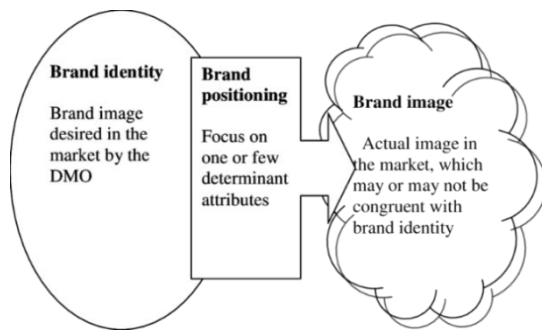 Brand identity
Brand image
desired in the
market by the
DMO
Brand
positioning
Focus on
one or few
determinant
attributes
Brand image
Actual image in
the market, which
may or may not be
congruent with
brand identity